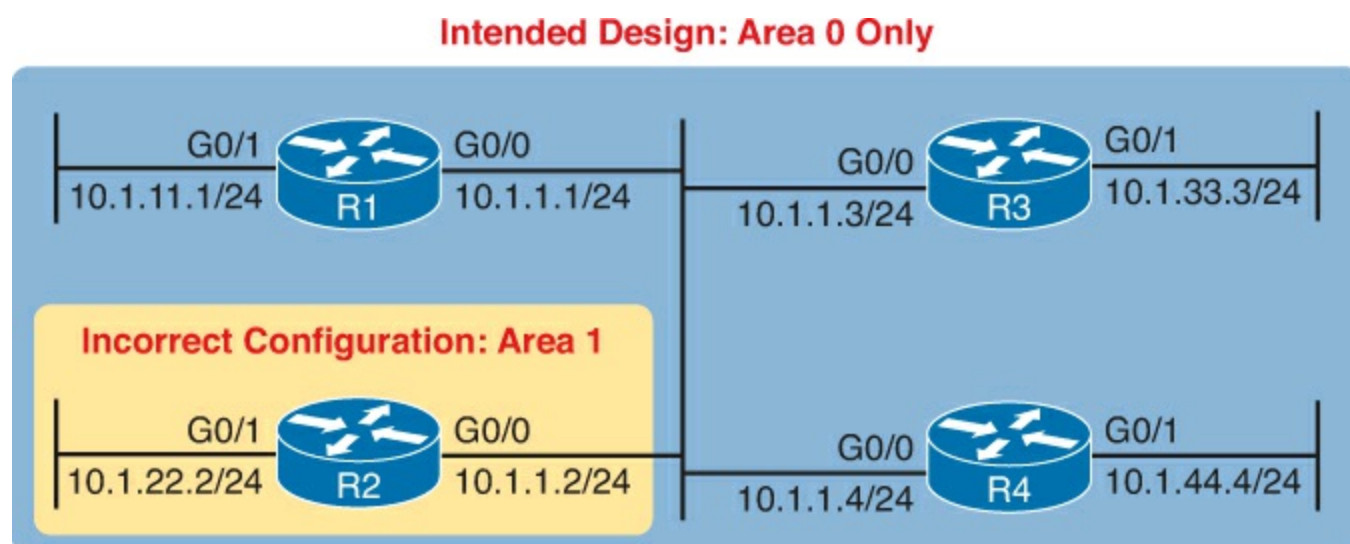 Intended Design: Area 0 Only
G0/1
G0/0
10.1.11.1/24
R1
10.1.1.1/24
G0/0
G0/1
10.1.1.3/24
R3
10.1.33.3/24
Incorrect Configuration: Area 1
G0/1
G0/0
10.1.22.2/24
R2
10.1.1.2/24
G0/0
G0/1
10.1.1.4/24
R4
10.1.44.4/24